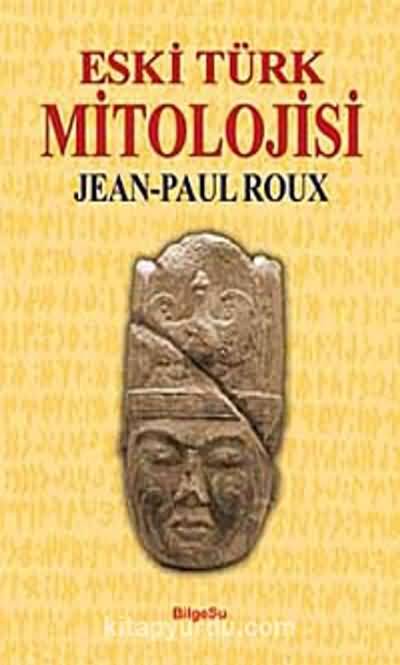 ESKİ TÜRK
MİTOLOJİSİ
JEAN-PAUL ROUX
BilgeSu
kitapyurdu.com